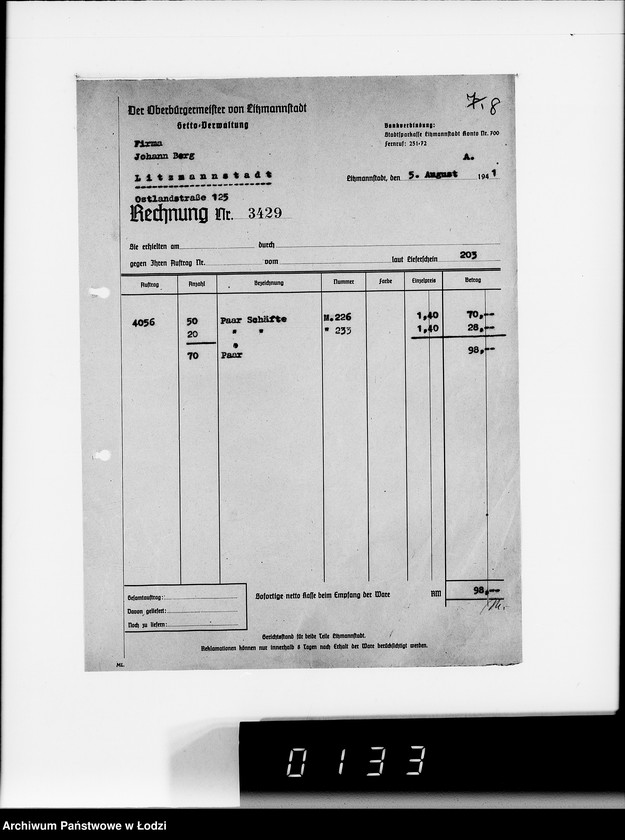 Der Oberbürgermeister von Litzmannstadt
Getto-Verwaltung
8
Bankverbindung:
Stadtsparkasse Litzmannstadt Konto Nr. 700
Fernruf: 251-72
Firma
Johann Berg
Litzmannstadt
Ostlandstraße 125
A.
Litzmannstadt, den 5. August 1941
Rechnung Nr. 3429
Sie erhielten am durch
gegen Ihren Auftrag Nr. vom laut Lieferschein 203
Auftrag Anzahl Bezeichnung Nummer Farbe Einzelpreis Betrag
4056 50 Paar Schäfte M.226 1,40 70,--
20 " " " 233 1,40 28,--
70 Paar 98,--
Gesamtauftrag:
Davon geliefert:
Noch zu liefern:
Sofortige netto Kasse beim Empfang der Ware RM 98,--
Gerichtsstand für beide Teile Litzmannstadt.
Reklamationen können nur innerhalb 8 Tagen nach Erhalt der Ware berücksichtigt werden.
ML.
0133
Archiwum Państwowe w Łodzi